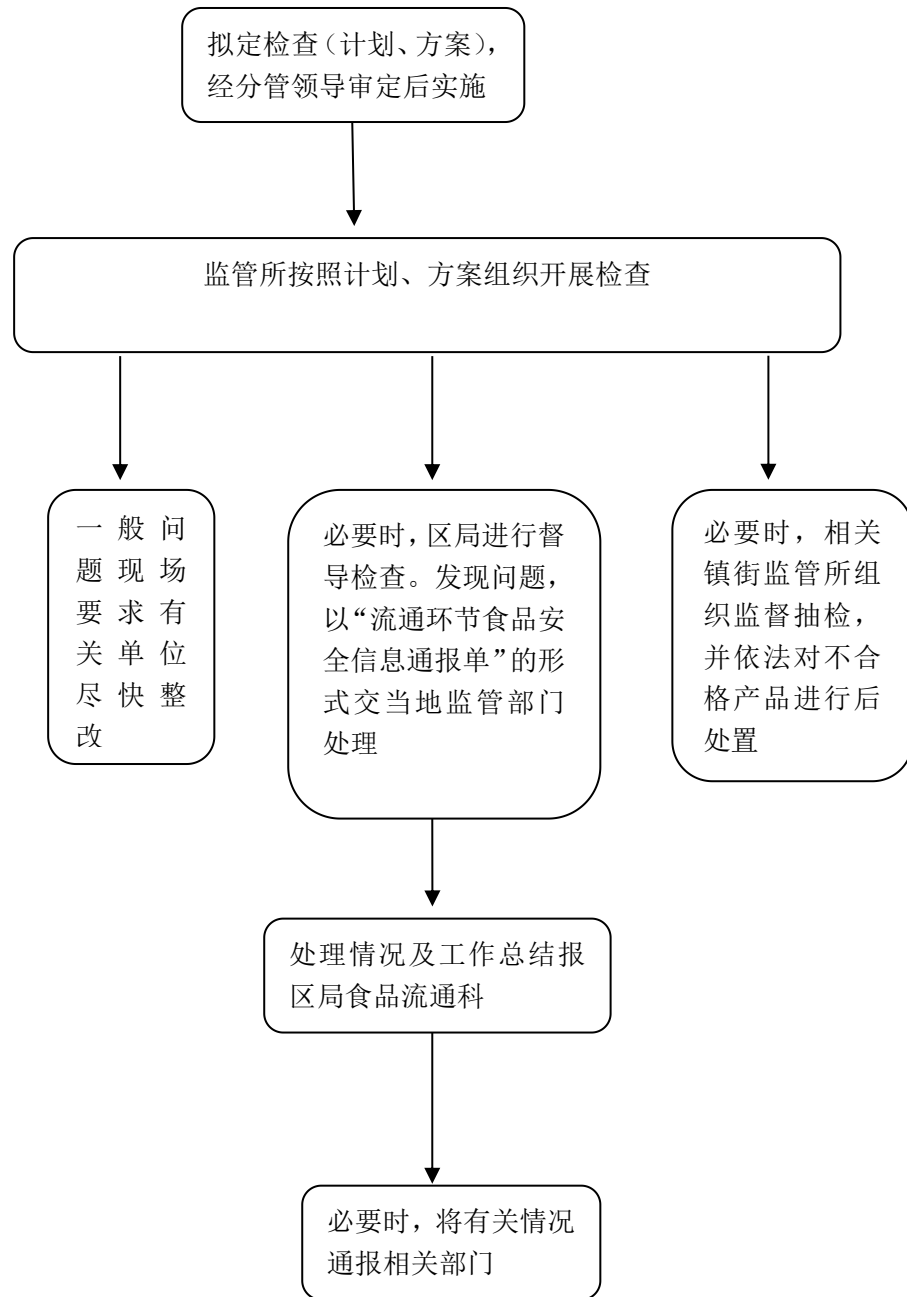 拟定检查（计划、方案），
经分管领导审定后实施
监管所按照计划、方案组织开展检查
一般问
题现场
要求有
关单位
尽快整
改
必要时，区局进行督
导检查。发现问题，
以“流通环节食品安
全信息通报单”的形
式交当地监管部门
处理
必要时，相关
镇街监管所组
织监督抽检，
并依法对不合
格产品进行后
处置
处理情况及工作总结报
区局食品流通科
必要时，将有关情况
通报相关部门